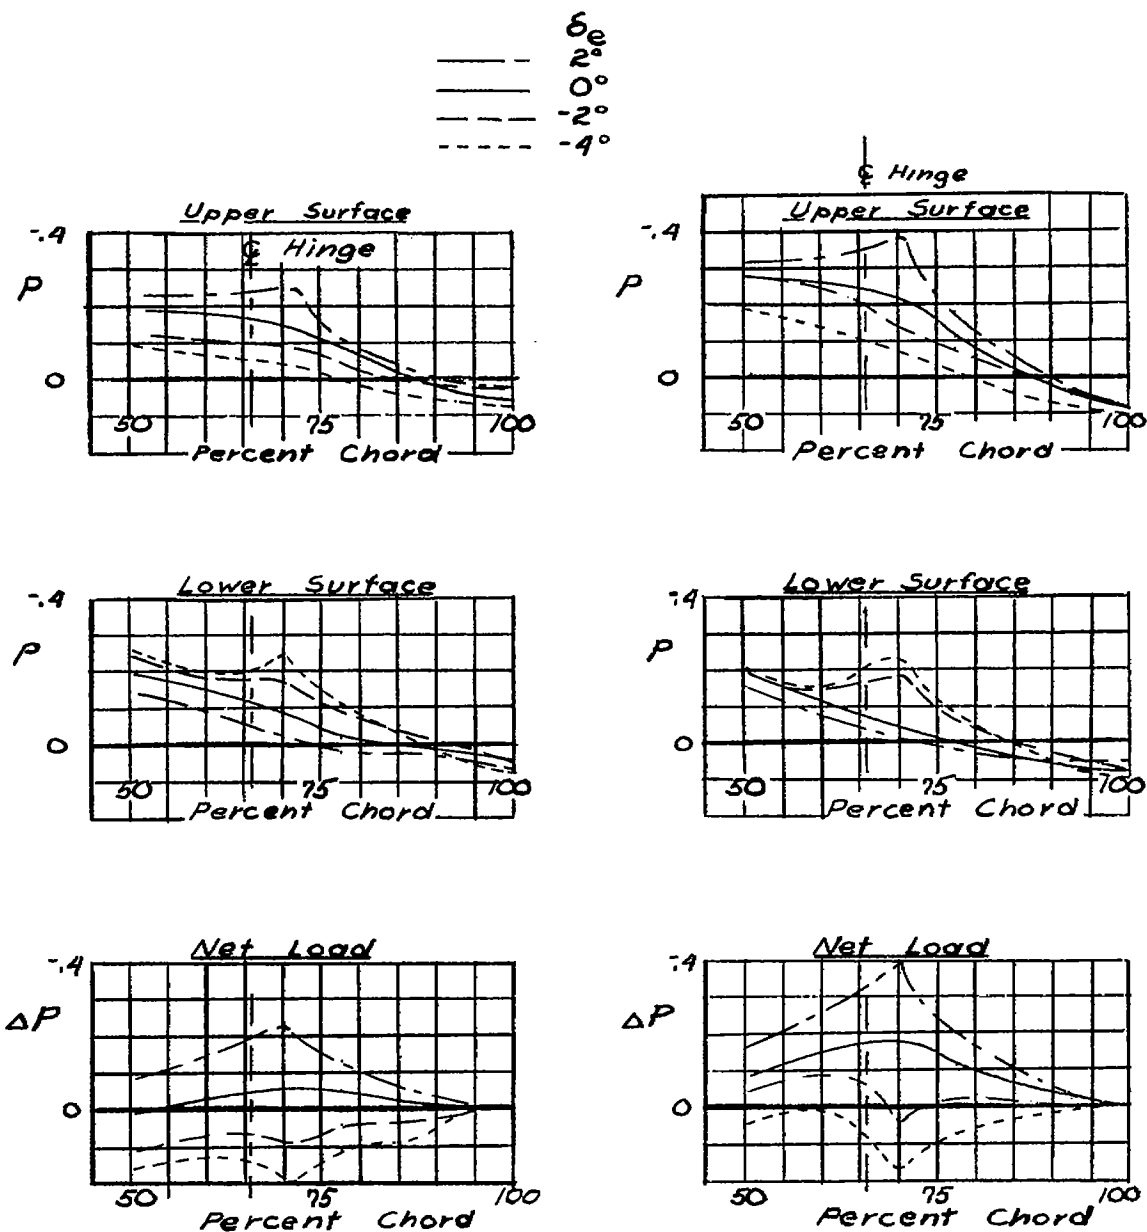 δe
2°
0°
-2°
-4°
Upper Surface
℄ Hinge
-.4
P
0
50 75 100
Percent Chord
℄ Hinge
Upper Surface
-.4
P
0
50 75 100
Percent Chord
Lower Surface
-.4
P
0
50 75 100
Percent Chord
Lower Surface
-.4
P
0
50 75 100
Percent Chord
Net Load
-.4
ΔP
0
50 75 100
Percent Chord
Net Load
-.4
ΔP
0
50 75 100
Percent Chord